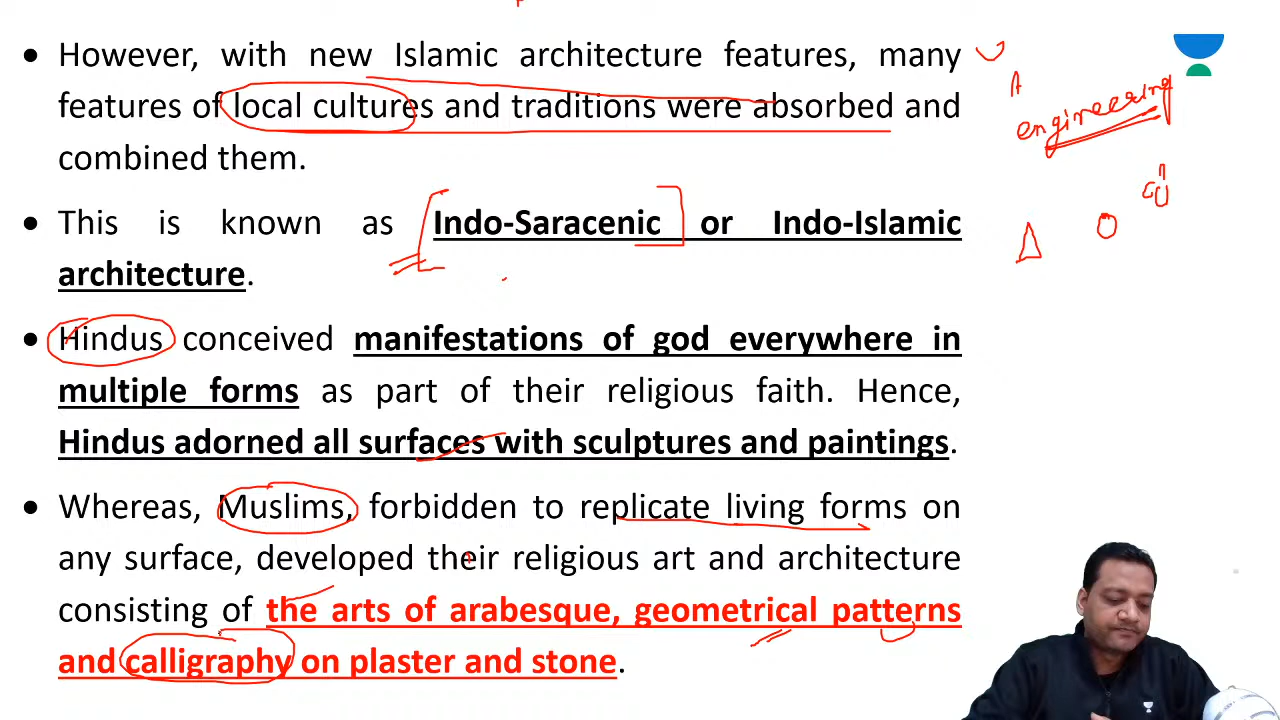 • However, with new Islamic architecture features, many
features of local cultures and traditions were absorbed and
combined them.
• This is known as Indo-Saracenic or Indo-Islamic
architecture.
• Hindus conceived manifestations of god everywhere in
multiple forms as part of their religious faith. Hence,
Hindus adorned all surfaces with sculptures and paintings.
• Whereas, Muslims, forbidden to replicate living forms on
any surface, developed their religious art and architecture
consisting of the arts of arabesque, geometrical patterns
and calligraphy on plaster and stone.
engineering